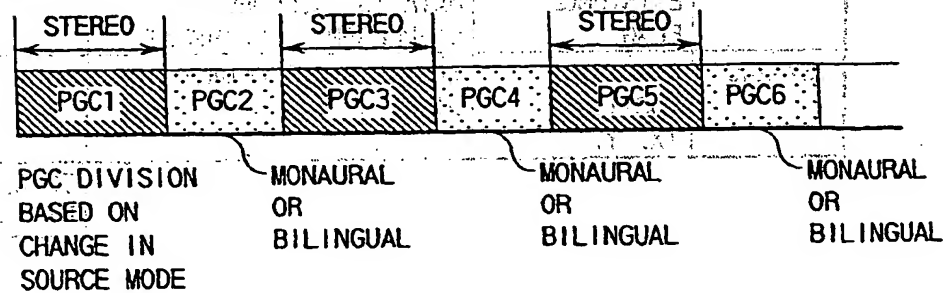 STEREO STEREO STEREO
PGC1 PGC2 PGC3 PGC4 PGC5 PGC6
PGC DIVISION
BASED ON
CHANGE IN
SOURCE MODE
MONAURAL
OR
BILINGUAL
MONAURAL
OR
BILINGUAL
MONAURAL
OR
BILINGUAL